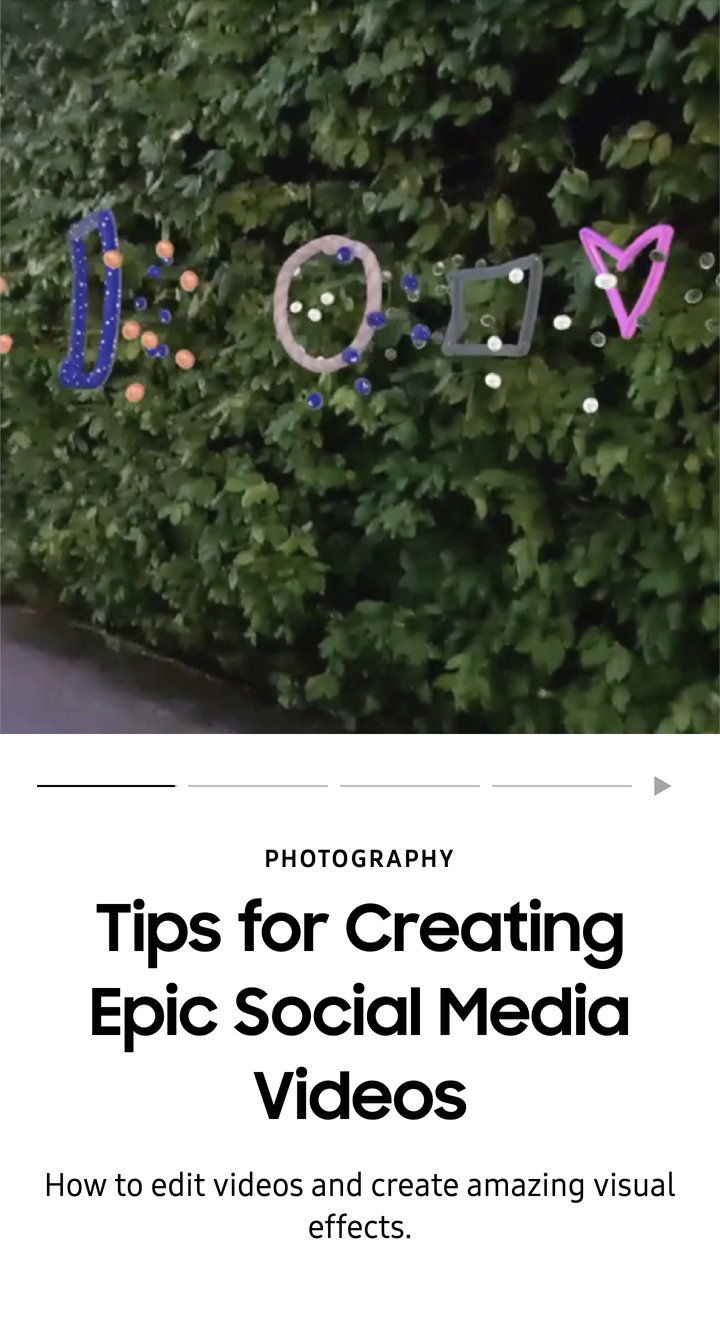 PHOTOGRAPHY
Tips for Creating
Epic Social Media
Videos
How to edit videos and create amazing visual
effects.